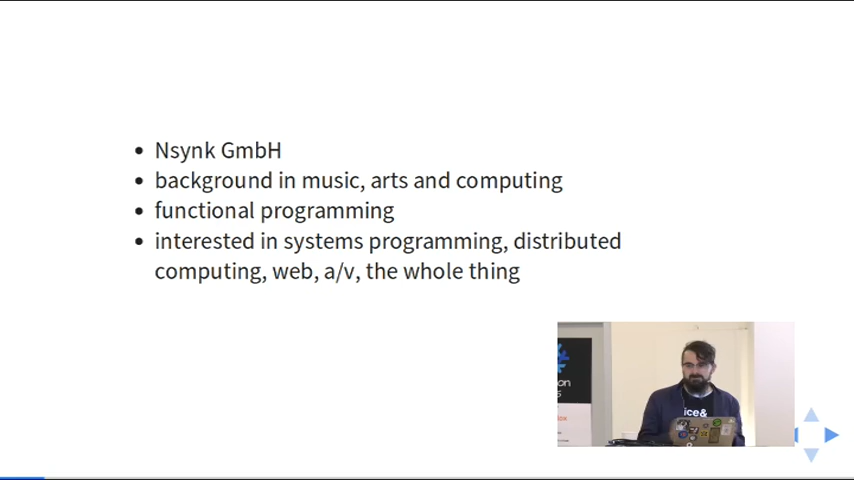 Nsynk GmbH
background in music, arts and computing
functional programming
interested in systems programming, distributed
computing, web, a/v, the whole thing
ice&